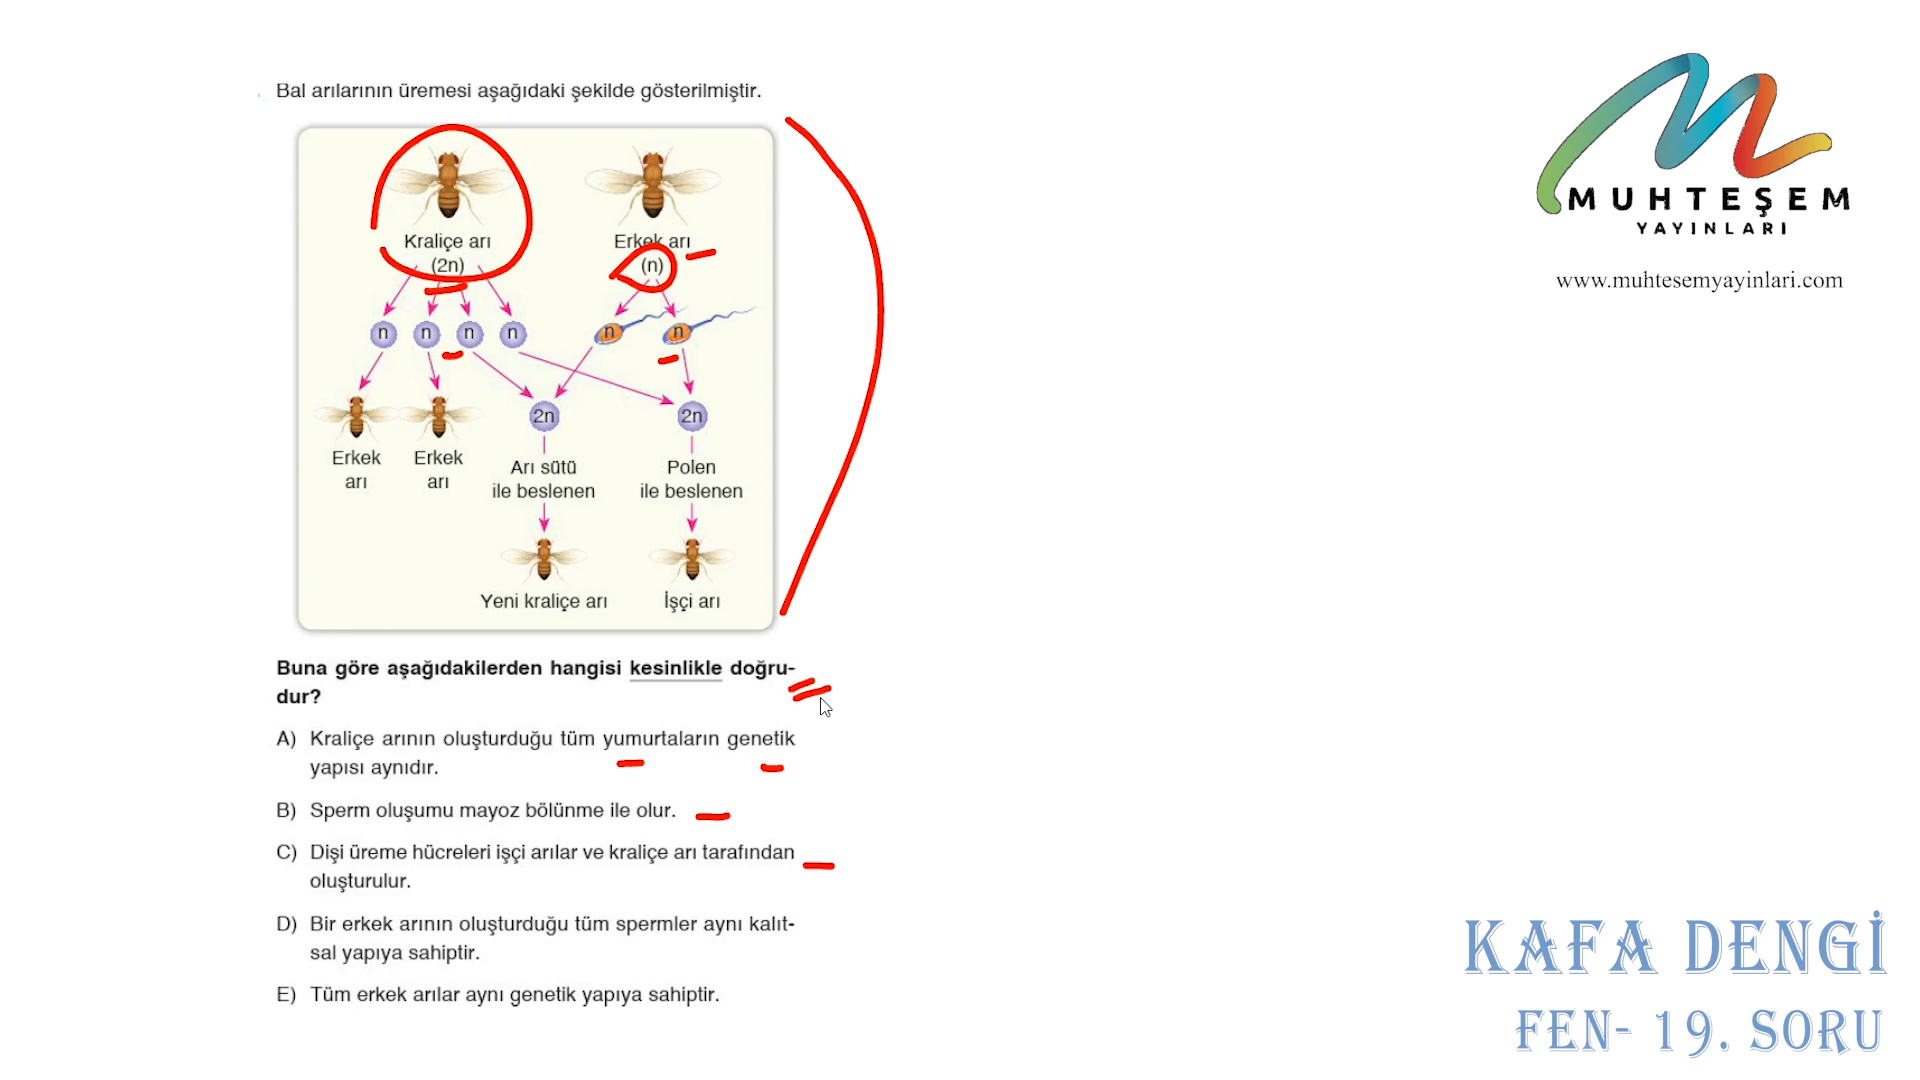 Bal arılarının üremesi aşağıdaki şekilde gösterilmiştir.
Kraliçe arı
(2n)
Erkek arı
(n)
n n n n n n
2n 2n
Erkek
arı
Erkek
arı
Arı sütü
ile beslenen
Polen
ile beslenen
Yeni kraliçe arı
İşçi arı
Buna göre aşağıdakilerden hangisi kesinlikle doğru-
dur?
A) Kraliçe arının oluşturduğu tüm yumurtaların genetik
yapısı aynıdır.
B) Sperm oluşumu mayoz bölünme ile olur.
C) Dişi üreme hücreleri işçi arılar ve kraliçe arı tarafından
oluşturulur.
D) Bir erkek arının oluşturduğu tüm spermler aynı kalıt-
sal yapıya sahiptir.
E) Tüm erkek arılar aynı genetik yapıya sahiptir.
MUHTEŞEM
YAYINLARI
www.muhtesemyayinlari.com
KAFA DENGİ
FEN- 19. SORU